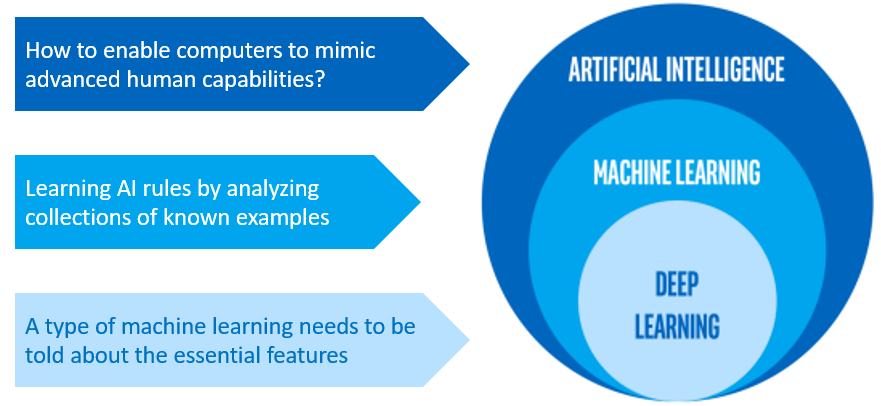 How to enable computers to mimic
advanced human capabilities?
ARTIFICIAL INTELLIGENCE
Learning AI rules by analyzing
collections of known examples
MACHINE LEARNING
A type of machine learning needs to be
told about the essential features
DEEP
LEARNING